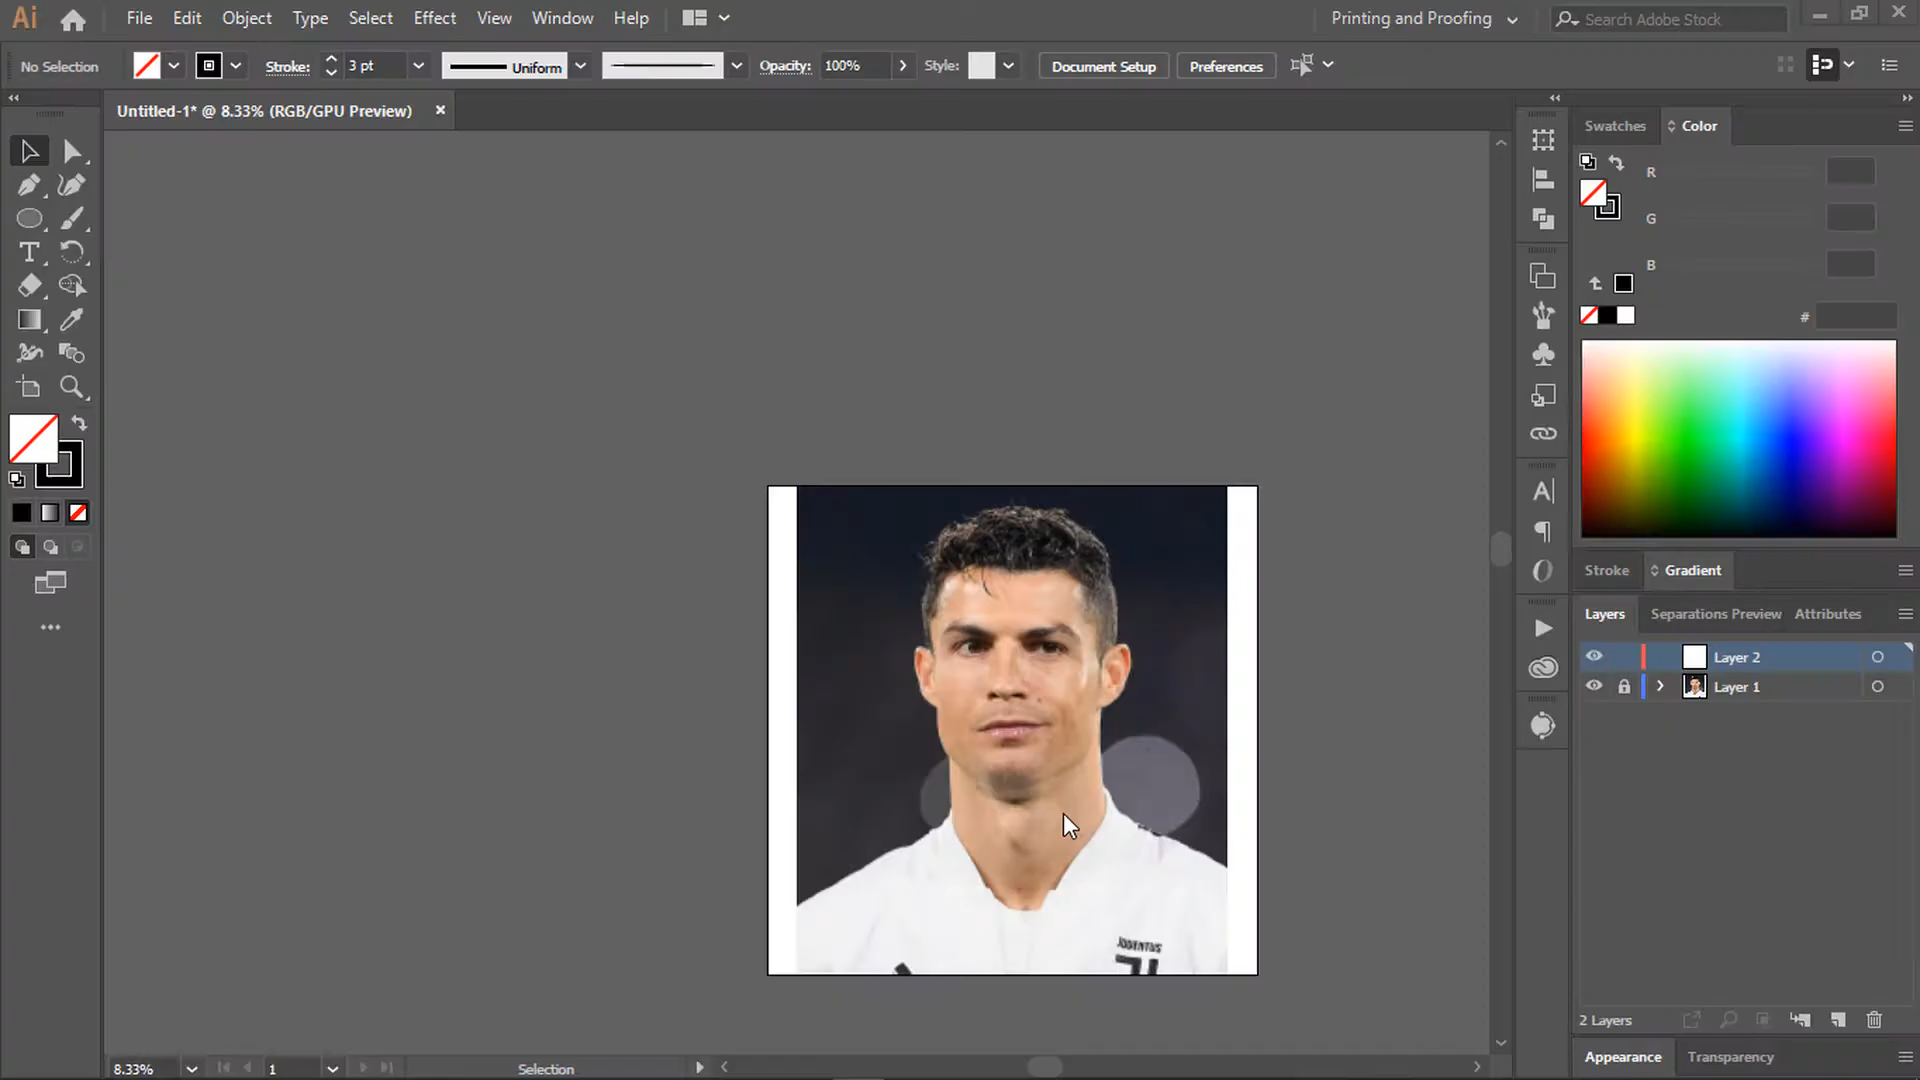 Ai File Edit Object Type Select Effect View Window Help Printing and Proofing Search Adobe Stock
No Selection Stroke: 3 pt Uniform Opacity: 100% Style: Document Setup Preferences
Untitled-1* @ 8.33% (RGB/GPU Preview)
Swatches Color
R
G
B
#
Stroke Gradient
Layers Separations Preview Attributes
Layer 2
Layer 1
JUVENTUS
2 Layers
Appearance Transparency
8.33% 1 Selection